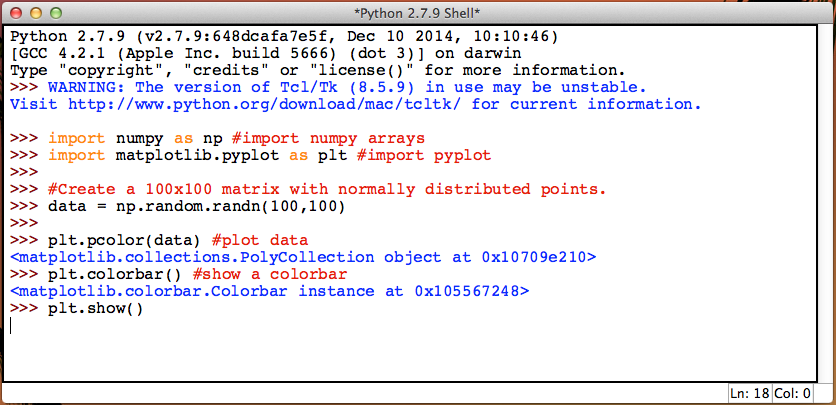 *Python 2.7.9 Shell*
Python 2.7.9 (v2.7.9:648dcafa7e5f, Dec 10 2014, 10:10:46)
[GCC 4.2.1 (Apple Inc. build 5666) (dot 3)] on darwin
Type "copyright", "credits" or "license()" for more information.
>>> WARNING: The version of Tcl/Tk (8.5.9) in use may be unstable.
Visit http://www.python.org/download/mac/tcltk/ for current information.
>>> import numpy as np #import numpy arrays
>>> import matplotlib.pyplot as plt #import pyplot
>>>
>>> #Create a 100x100 matrix with normally distributed points.
>>> data = np.random.randn(100,100)
>>>
>>> plt.pcolor(data) #plot data
<matplotlib.collections.PolyCollection object at 0x10709e210>
>>> plt.colorbar() #show a colorbar
<matplotlib.colorbar.Colorbar instance at 0x105567248>
>>> plt.show()
Ln: 18 Col: 0